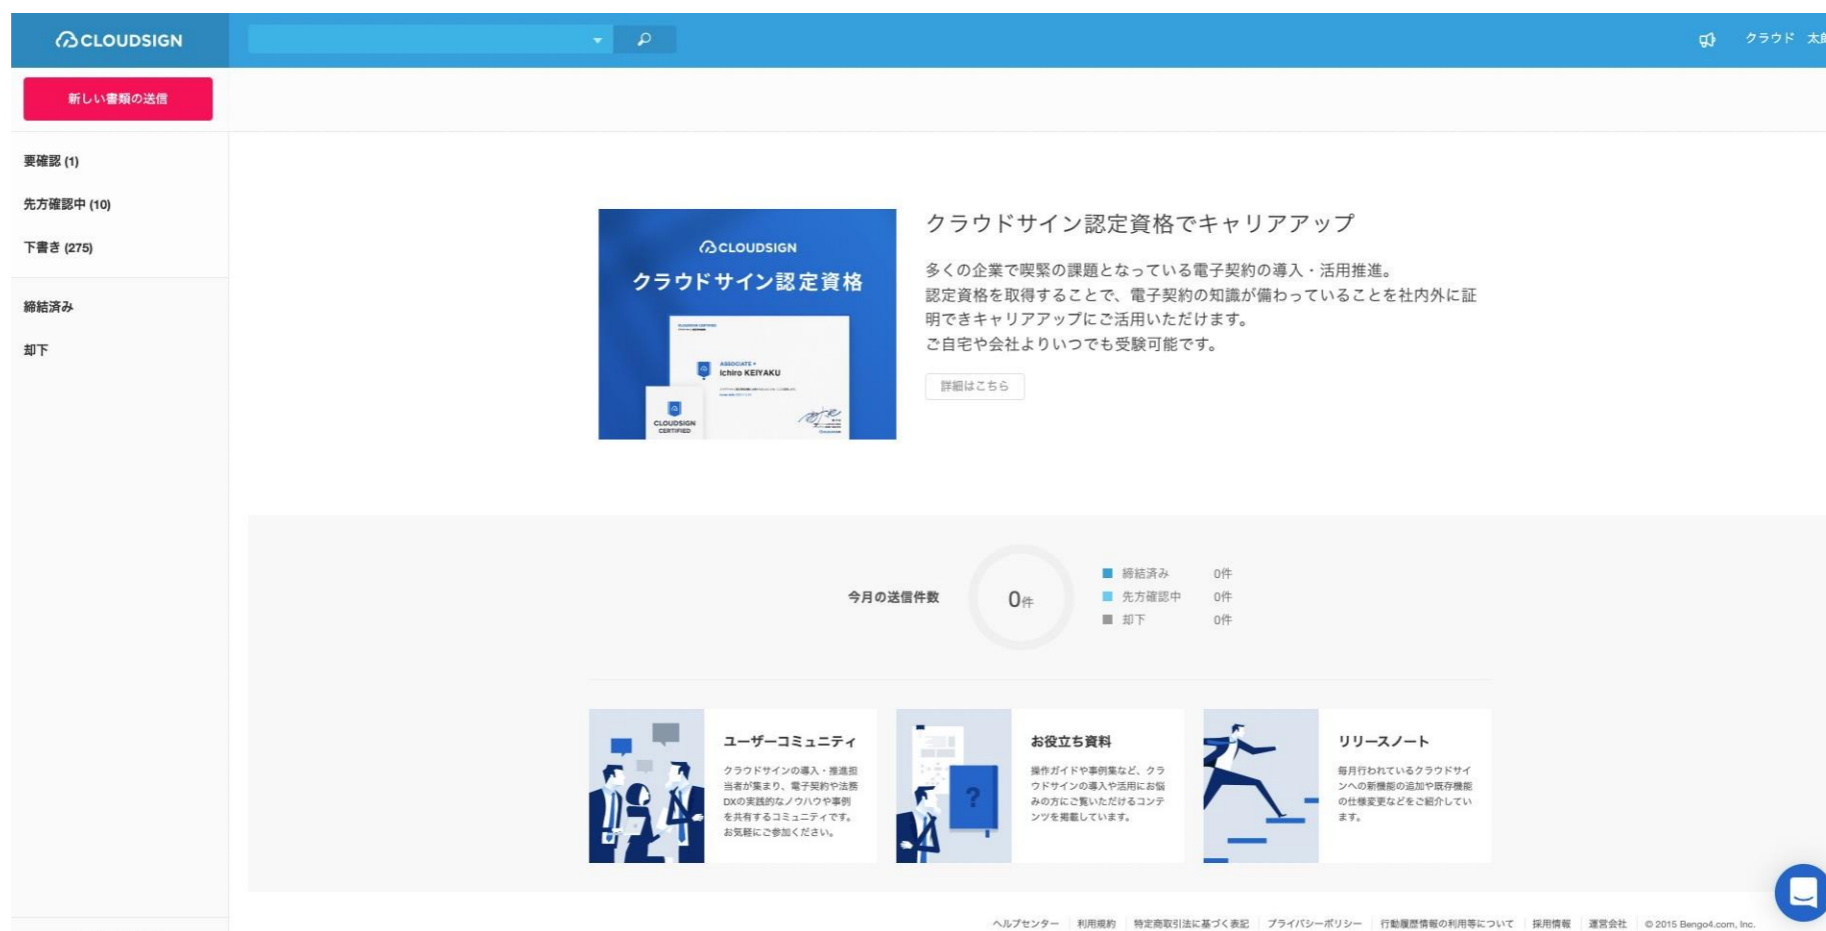 CLOUDSIGN
クラウド 太郎
新しい書類の送信
要確認 (1)
先方確認中 (10)
下書き (275)
締結済み
却下
CLOUDSIGN
クラウドサイン認定資格
ASSOCIATE
Ichiro KEIYAKU
CLOUDSIGN
CERTIFIED
クラウドサイン認定資格でキャリアアップ
多くの企業で喫緊の課題となっている電子契約の導入・活用推進。
認定資格を取得することで、電子契約の知識が備わっていることを社内外に証
明できキャリアアップにご活用いただけます。
ご自宅や会社よりいつでも受験可能です。
詳細はこちら
今月の送信件数
0件
締結済み 0件
先方確認中 0件
却下 0件
ユーザーコミュニティ
クラウドサインの導入・推進担
当者が集まり、電子契約や法務
DXの実践的なノウハウや事例
を共有するコミュニティです。
お気軽にご参加ください。
お役立ち資料
操作ガイドや事例集など、クラ
ウドサインの導入や活用にお悩
みの方にご覧いただけるコンテ
ンツを掲載しています。
?
リリースノート
毎月行われているクラウドサイ
ンへの新機能の追加や既存機能
の仕様変更などをご紹介してい
ます。
ヘルプセンター 利用規約 特定商取引法に基づく表記 プライバシーポリシー 行動履歴情報の利用等について 採用情報 運営会社 © 2015 Bengo4.com, Inc.